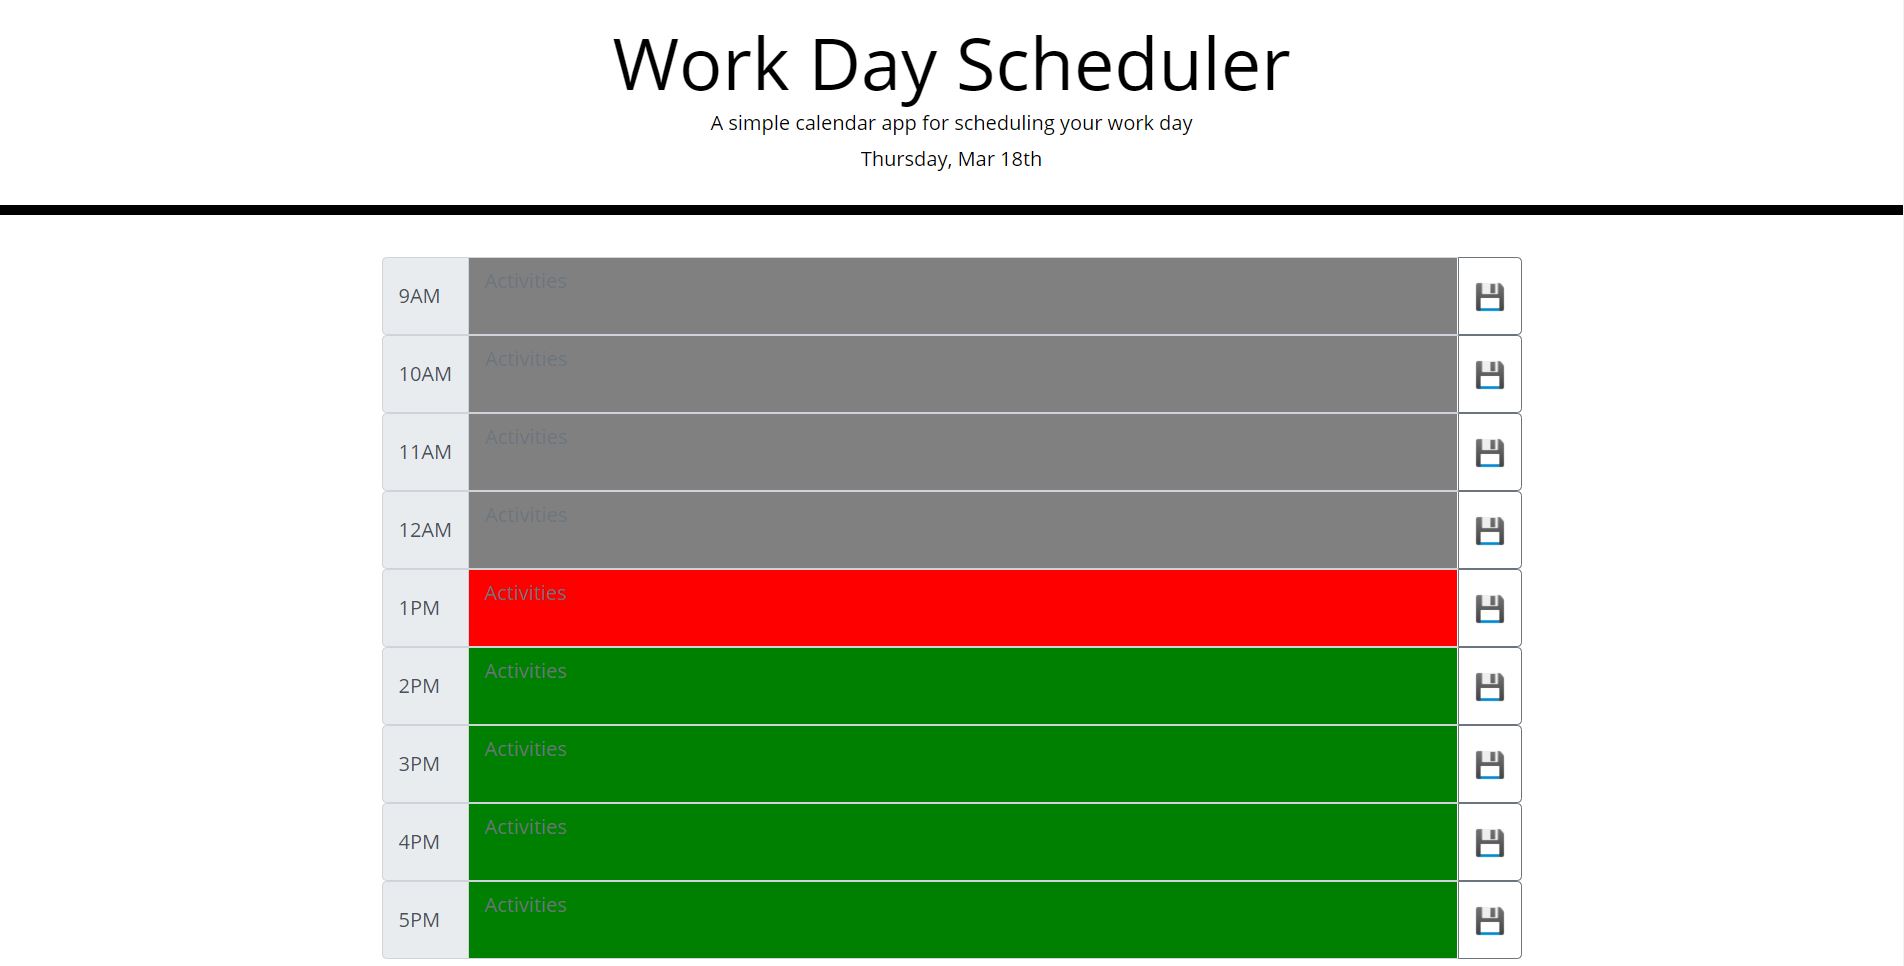 Work Day Scheduler
A simple calendar app for scheduling your work day
Thursday, Mar 18th
9AM Activities
10AM Activities
11AM Activities
12AM Activities
1PM Activities
2PM Activities
3PM Activities
4PM Activities
5PM Activities